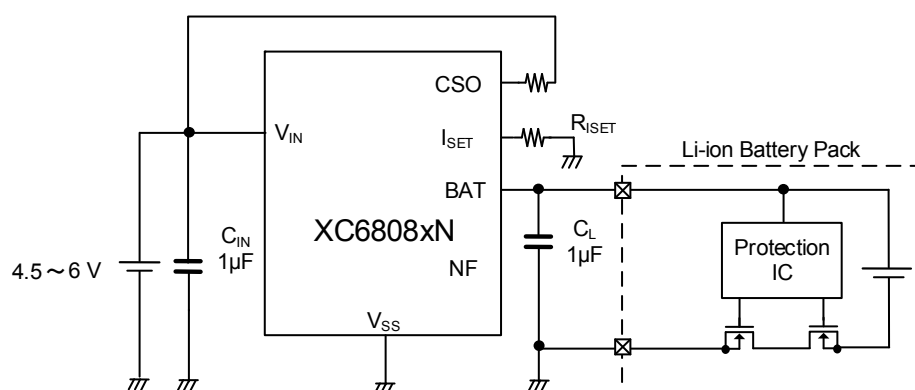 CSO
V_IN
I_SET
R_ISET
Li-ion Battery Pack
BAT
XC6808xN
C_IN
1μF
C_L
1μF
Protection
IC
4.5～6 V
NF
V_SS